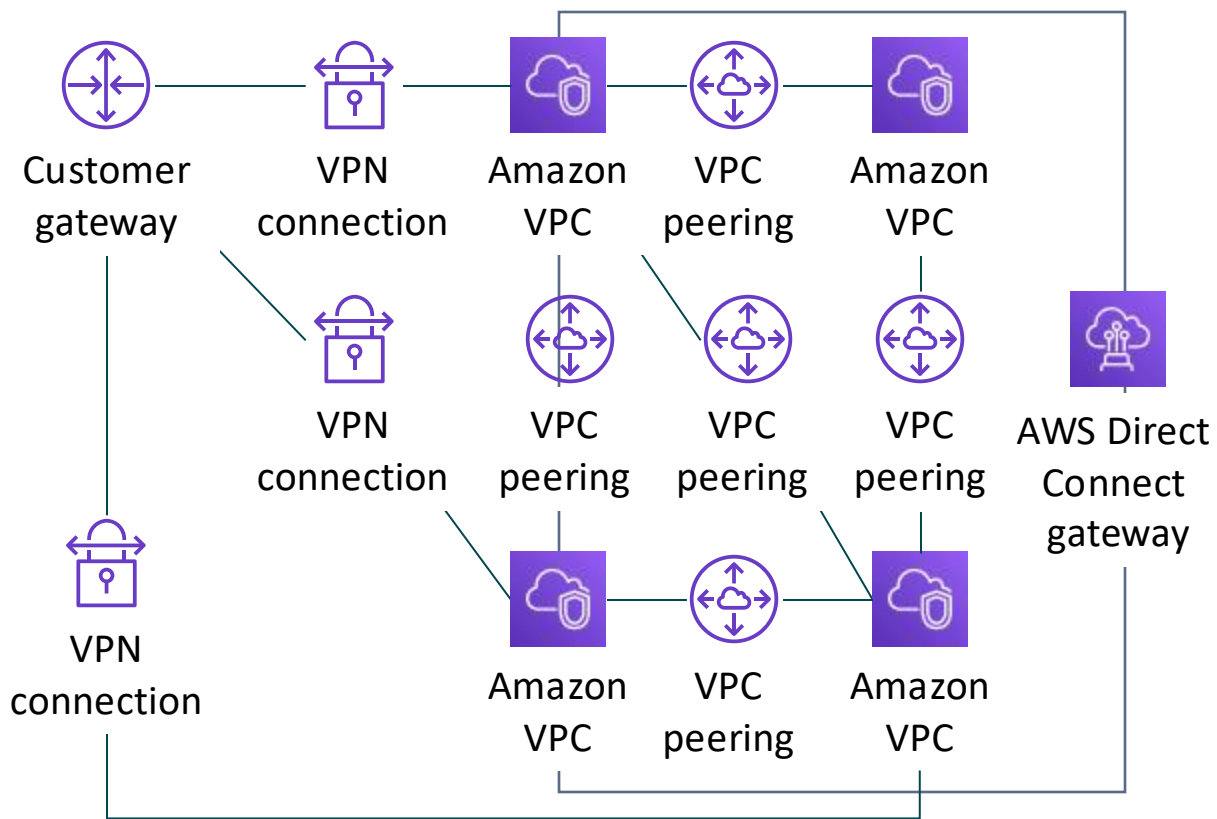 Customer
gateway
VPN
connection
Amazon
VPC
VPC
peering
Amazon
VPC
VPN
connection
VPC
peering
VPC
peering
VPC
peering
AWS Direct
Connect
gateway
VPN
connection
Amazon
VPC
VPC
peering
Amazon
VPC